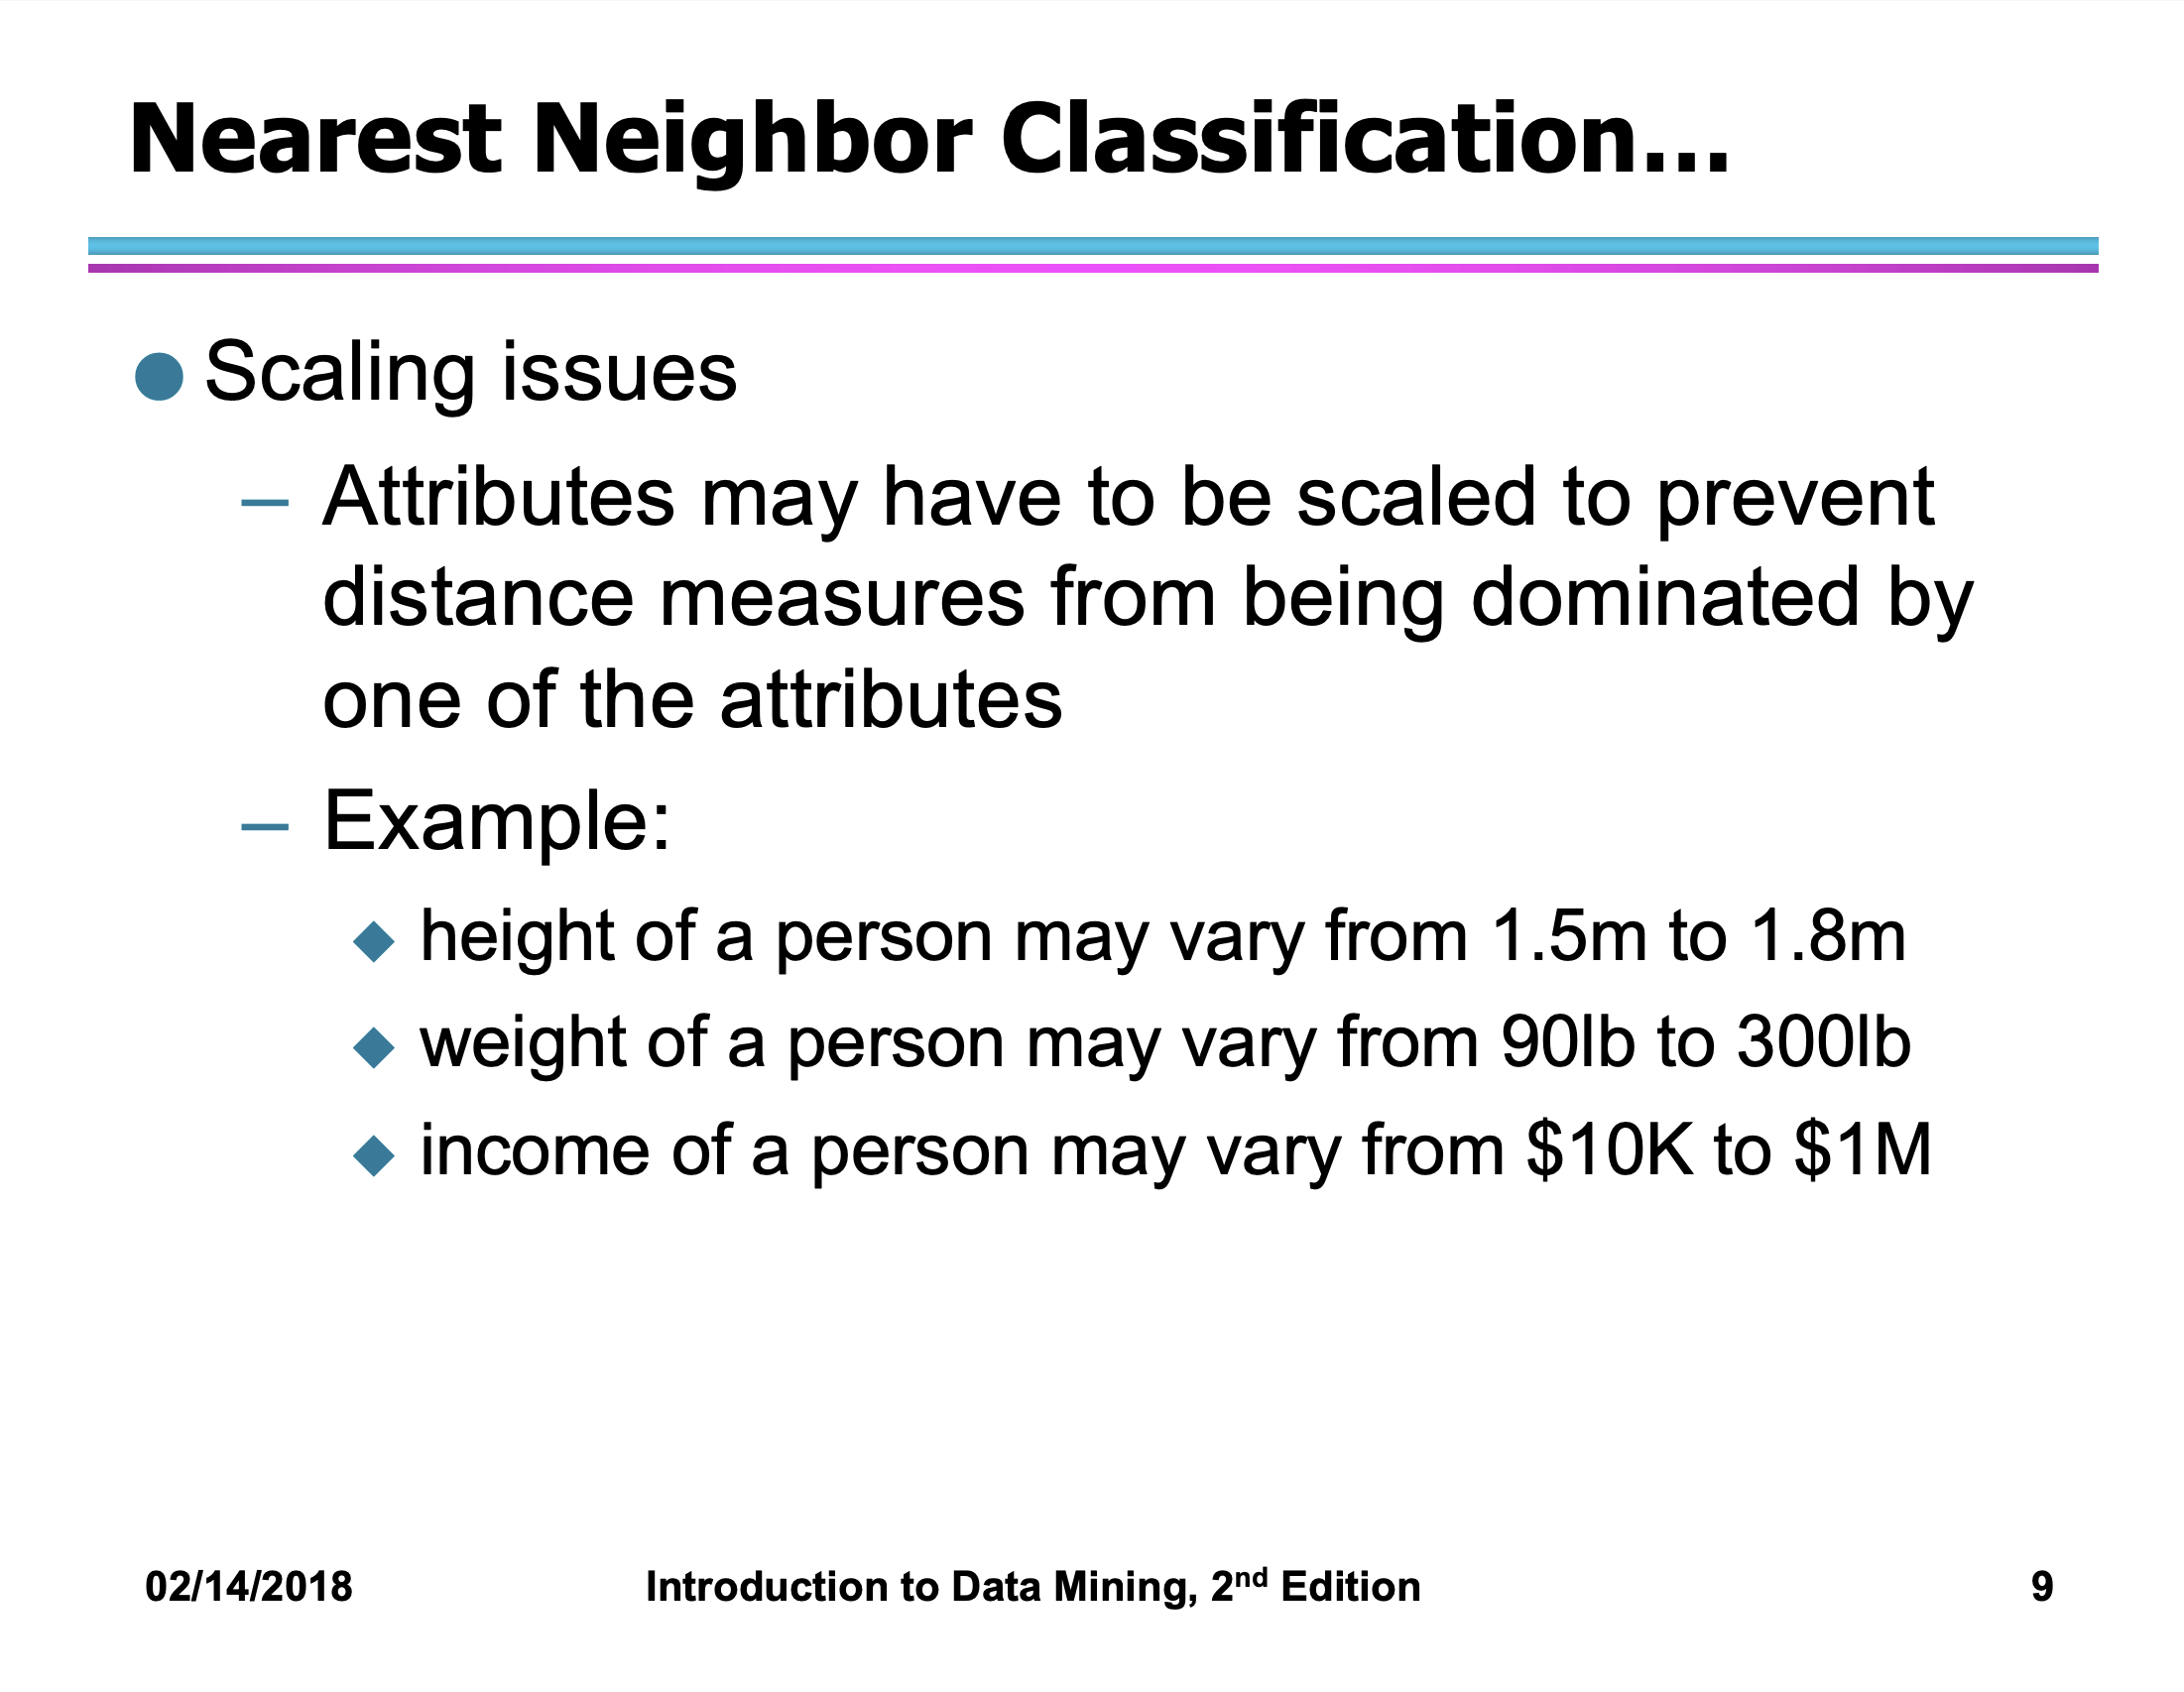 Nearest Neighbor Classification…
Scaling issues
– Attributes may have to be scaled to prevent
distance measures from being dominated by
one of the attributes
– Example:
height of a person may vary from 1.5m to 1.8m
weight of a person may vary from 90lb to 300lb
income of a person may vary from $10K to $1M
02/14/2018 Introduction to Data Mining, 2nd Edition 9